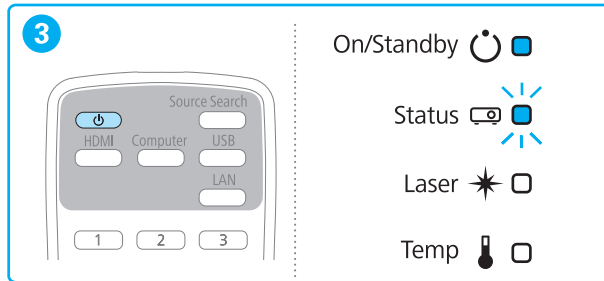 3
Source Search
HDMI Computer USB
LAN
1 2 3
On/Standby
Status
Laser
Temp